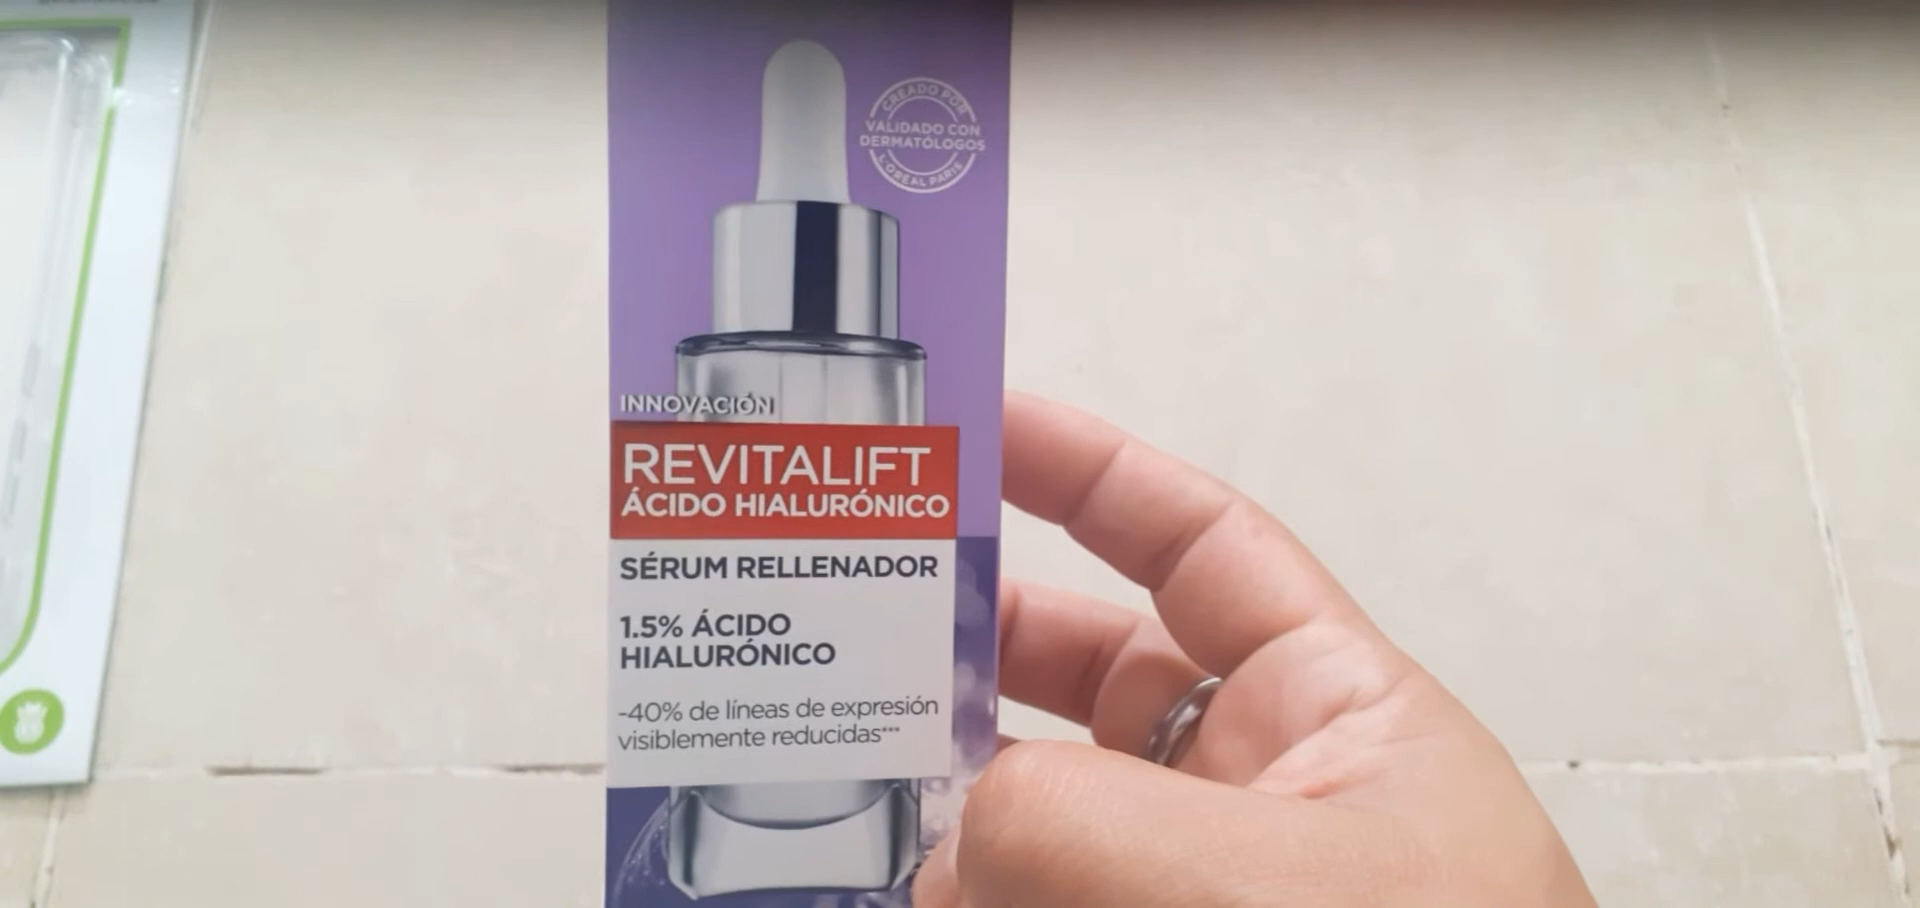 CREADO POR
VALIDADO CON
DERMATÓLOGOS
L'ORÉAL PARIS
INNOVACIÓN
REVITALIFT
ÁCIDO HIALURÓNICO
SÉRUM RELLENADOR
1.5% ÁCIDO
HIALURÓNICO
-40% de líneas de expresión
visiblemente reducidas***